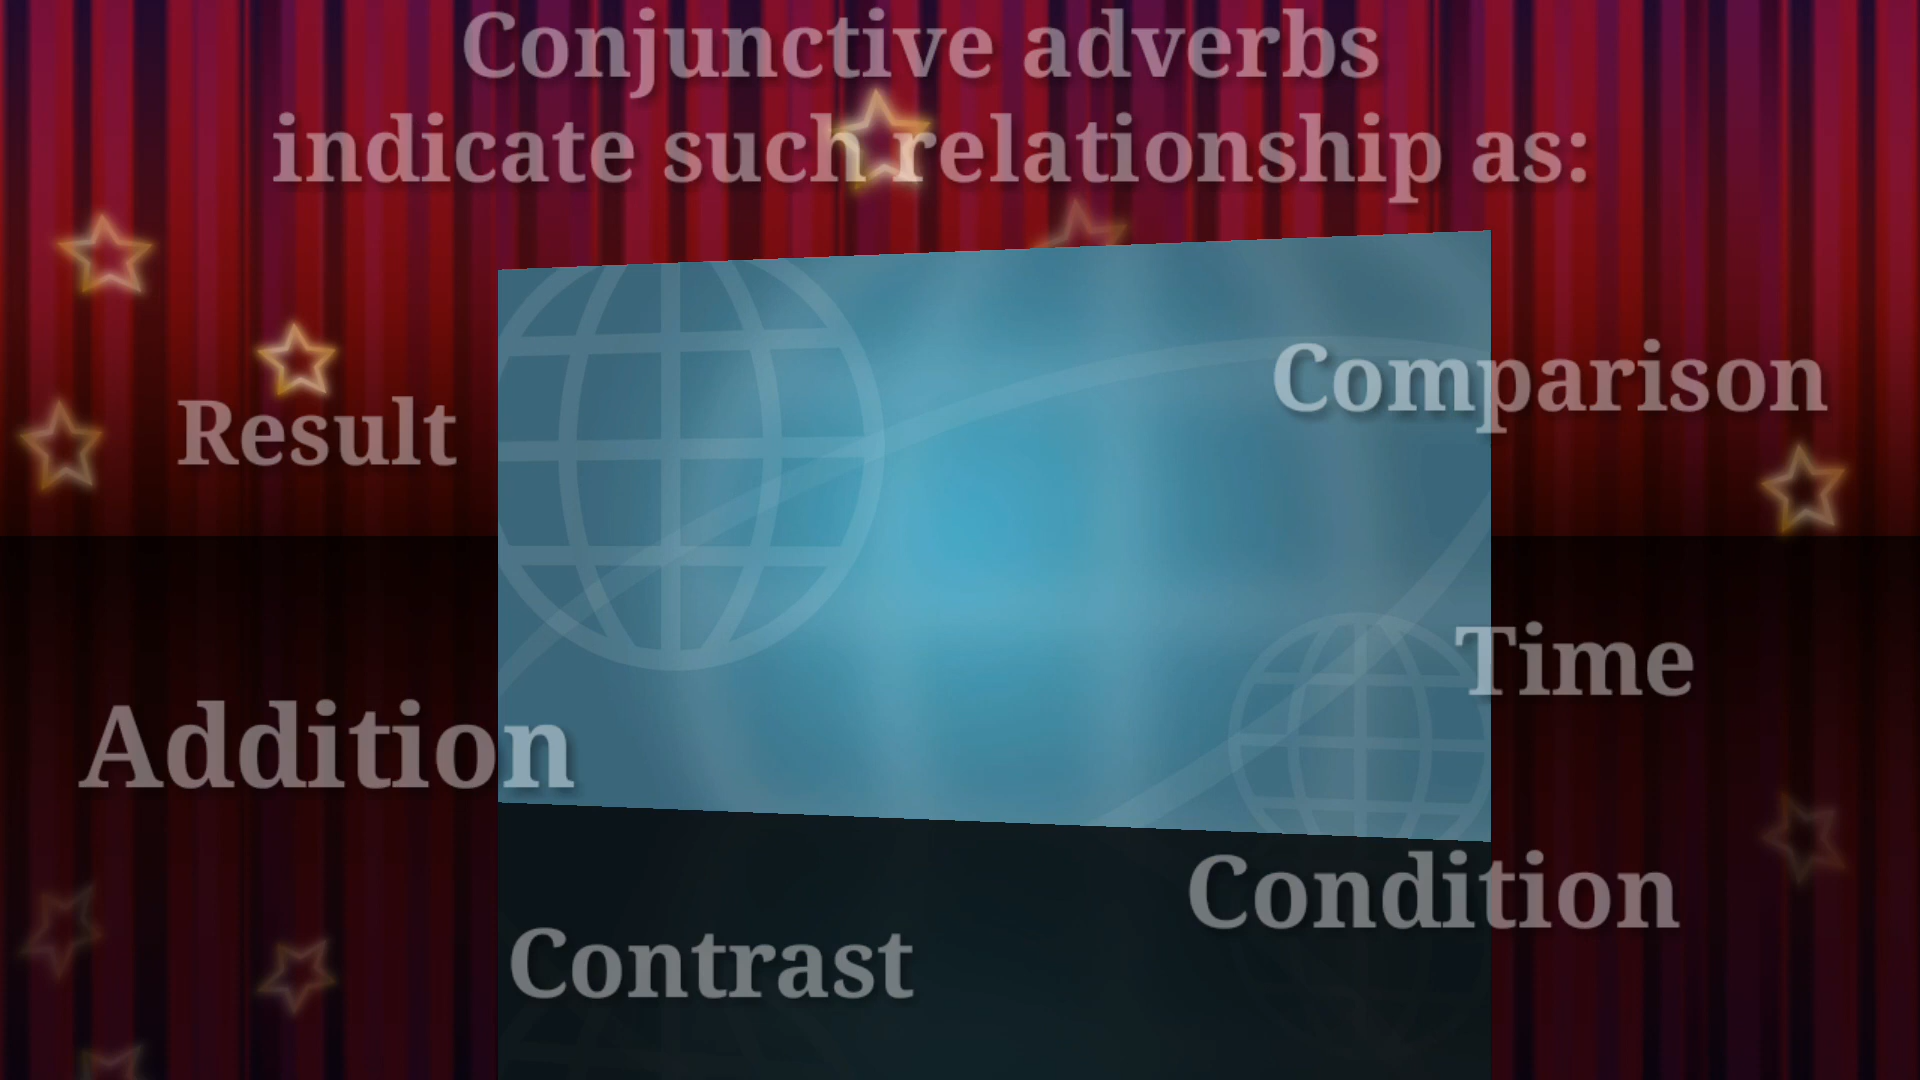 Conjunctive adverbs
indicate such relationship as:
Comparison
Result
Time
Addition
Condition
Contrast